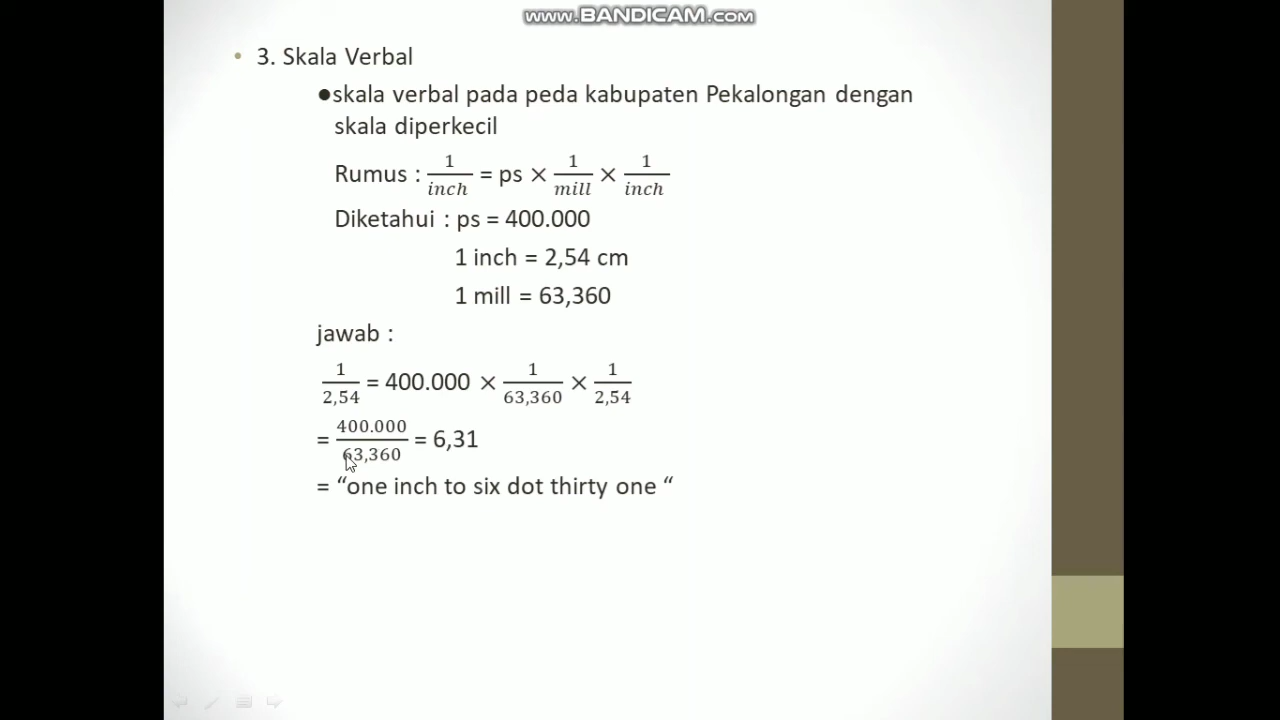 www.BANDICAM.com
• 3. Skala Verbal
●skala verbal pada peda kabupaten Pekalongan dengan
skala diperkecil
Rumus : 1/inch = ps × 1/mill × 1/inch
Diketahui : ps = 400.000
1 inch = 2,54 cm
1 mill = 63,360
jawab :
1/2,54 = 400.000 × 1/63,360 × 1/2,54
= 400.000/63,360 = 6,31
= “one inch to six dot thirty one “